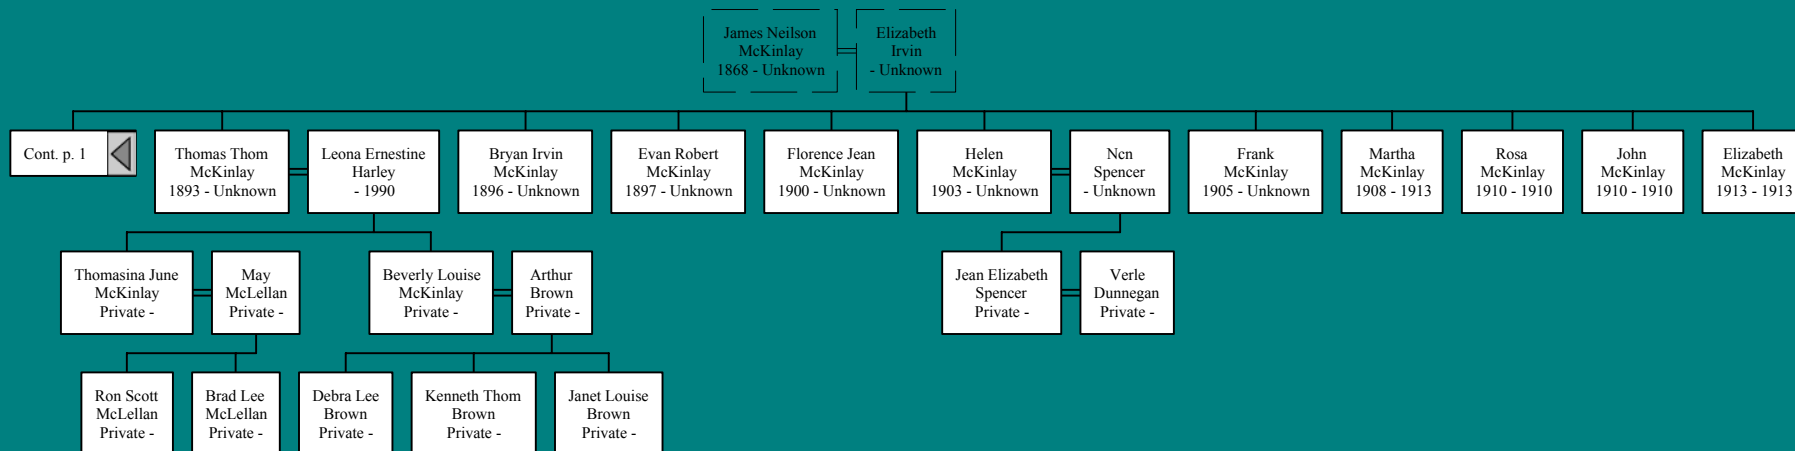 James Neilson
McKinlay
1868 - Unknown
Elizabeth
Irvin
- Unknown
Cont. p. 1
Thomas Thom
McKinlay
1893 - Unknown
Leona Ernestine
Harley
- 1990
Bryan Irvin
McKinlay
1896 - Unknown
Evan Robert
McKinlay
1897 - Unknown
Florence Jean
McKinlay
1900 - Unknown
Helen
McKinlay
1903 - Unknown
Ncn
Spencer
- Unknown
Frank
McKinlay
1905 - Unknown
Martha
McKinlay
1908 - 1913
Rosa
McKinlay
1910 - 1910
John
McKinlay
1910 - 1910
Elizabeth
McKinlay
1913 - 1913
Thomasina June
McKinlay
Private -
May
McLellan
Private -
Beverly Louise
McKinlay
Private -
Arthur
Brown
Private -
Jean Elizabeth
Spencer
Private -
Verle
Dunnegan
Private -
Ron Scott
McLellan
Private -
Brad Lee
McLellan
Private -
Debra Lee
Brown
Private -
Kenneth Thom
Brown
Private -
Janet Louise
Brown
Private -